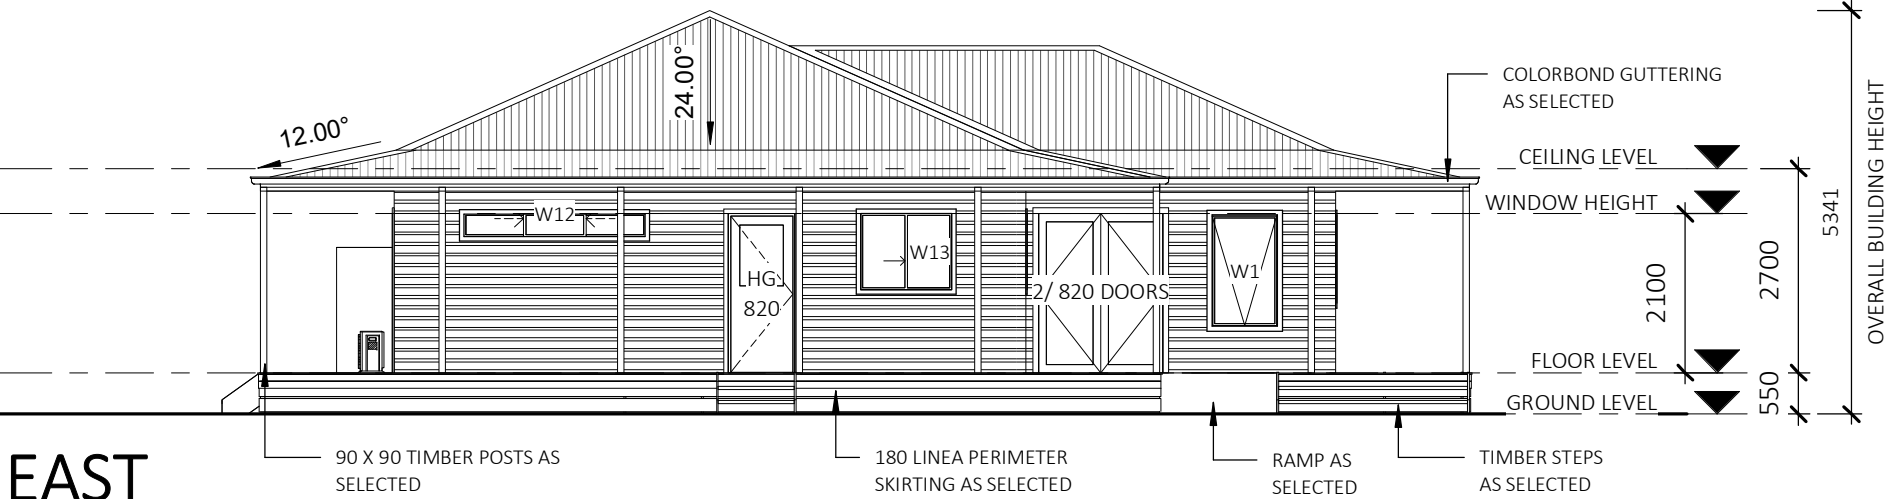 24.00°
12.00°
COLORBOND GUTTERING
AS SELECTED
CEILING LEVEL
WINDOW HEIGHT
W12
W13
HG
820
2/ 820 DOORS
W1
2100
2700
5341
OVERALL BUILDING HEIGHT
FLOOR LEVEL
550
GROUND LEVEL
EAST
90 X 90 TIMBER POSTS AS
SELECTED
180 LINEA PERIMETER
SKIRTING AS SELECTED
RAMP AS
SELECTED
TIMBER STEPS
AS SELECTED